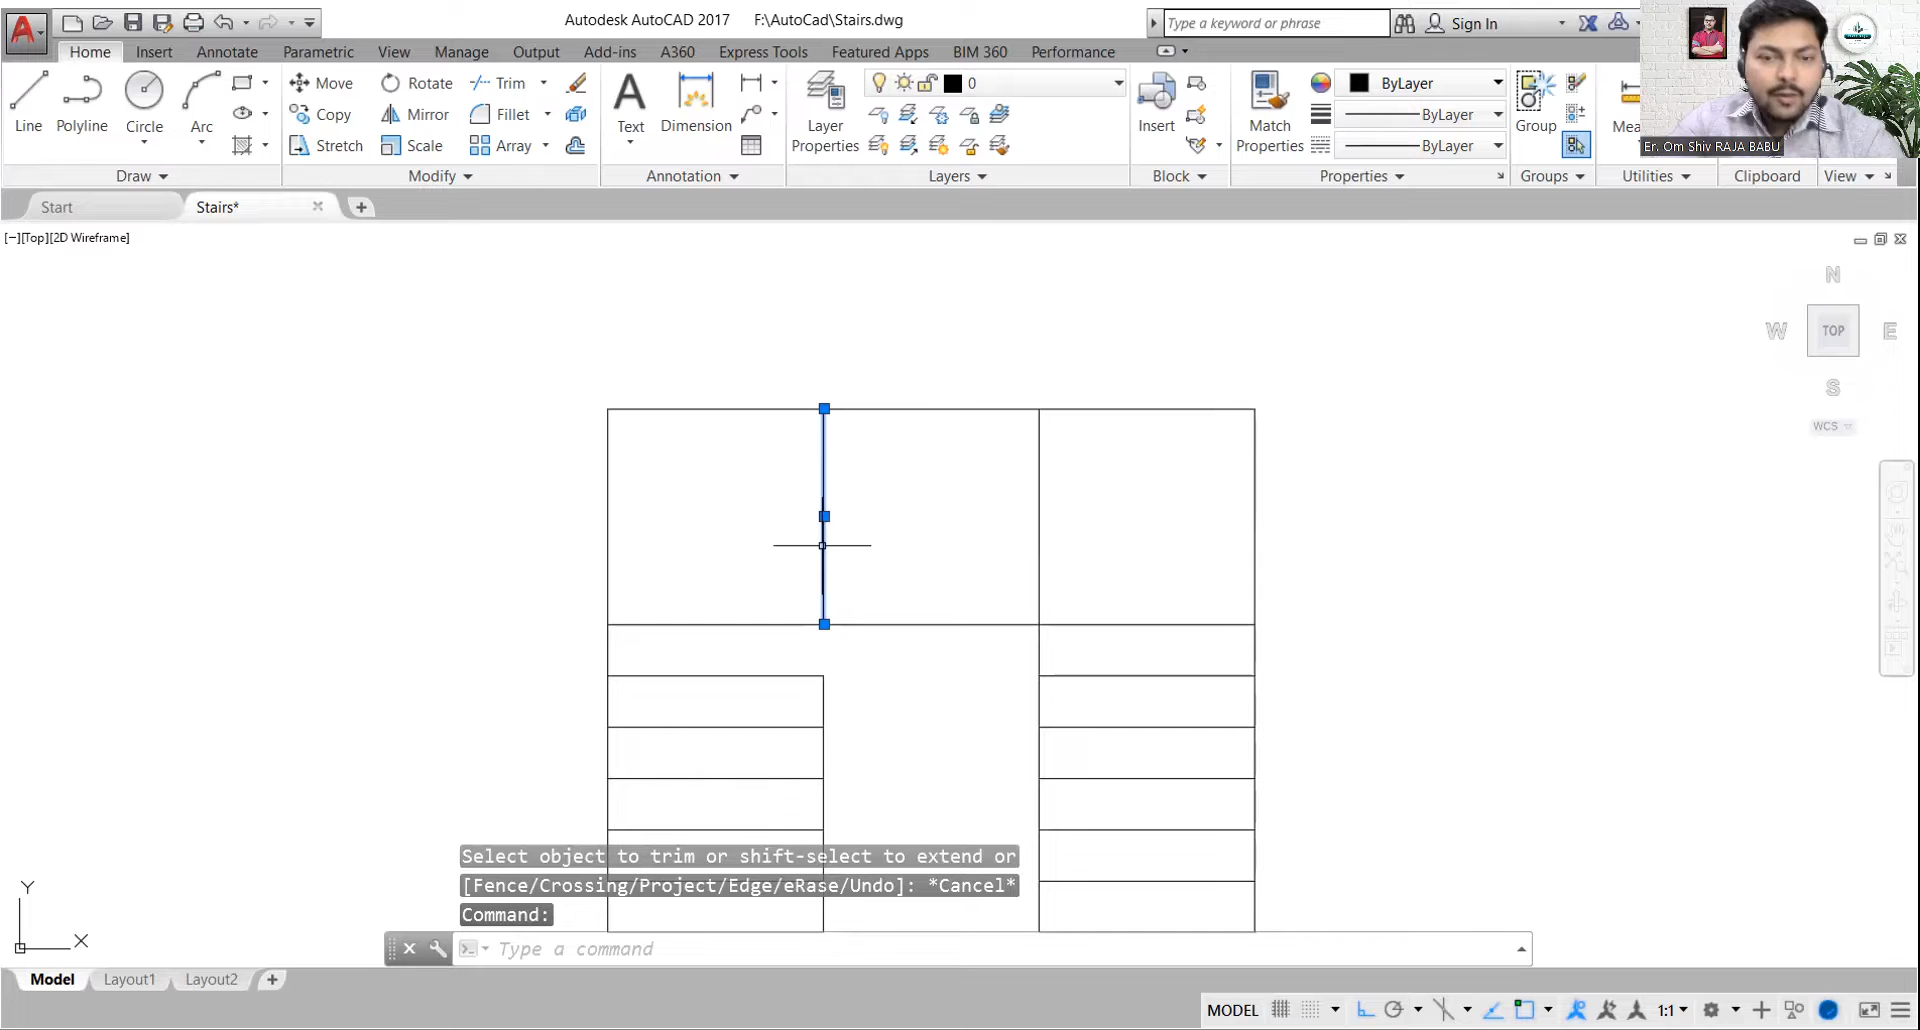 Autodesk AutoCAD 2017 F:\AutoCad\Stairs.dwg
Type a keyword or phrase
Sign In
Home Insert Annotate Parametric View Manage Output Add-ins A360 Express Tools Featured Apps BIM 360 Performance
Line Polyline Circle Arc
Move Rotate Trim
Copy Mirror Fillet
Stretch Scale Array
Text Dimension
Layer Properties
0
Insert
Match Properties
ByLayer
ByLayer
ByLayer
Group
Mea
Er. Om Shiv RAJA BABU
Draw Modify Annotation Layers Block Properties Groups Utilities Clipboard View
Start Stairs*
[−][Top][2D Wireframe]
N
W TOP E
S
WCS
Select object to trim or shift-select to extend or
[Fence/Crossing/Project/Edge/eRase/Undo]: *Cancel*
Command:
Type a command
Y
X
Model Layout1 Layout2
MODEL 1:1